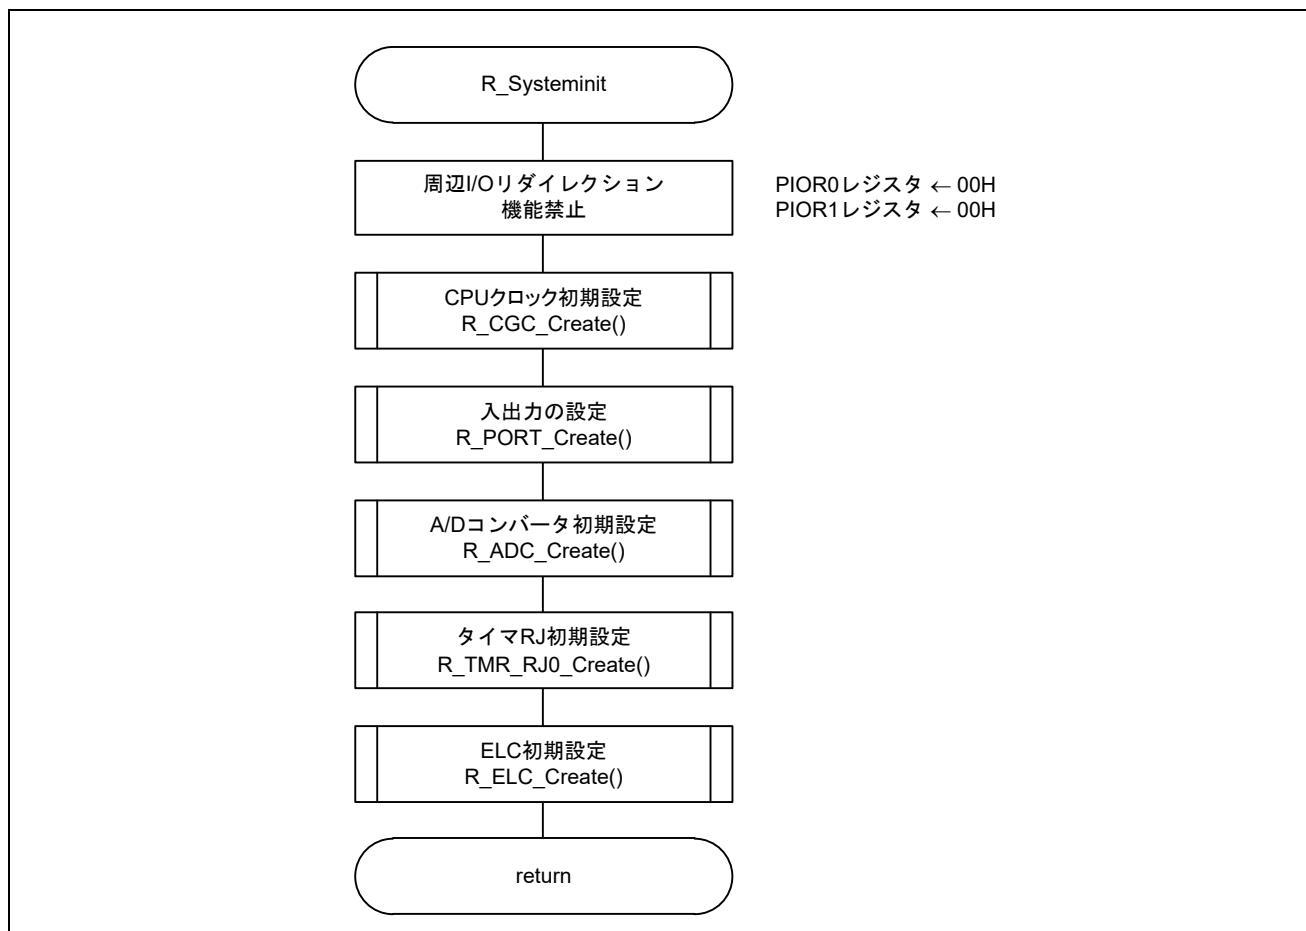 R_Systeminit
周辺I/Oリダイレクション
機能禁止
PIOR0レジスタ ← 00H
PIOR1レジスタ ← 00H
CPUクロック初期設定
R_CGC_Create()
入出力の設定
R_PORT_Create()
A/Dコンバータ初期設定
R_ADC_Create()
タイマRJ初期設定
R_TMR_RJ0_Create()
ELC初期設定
R_ELC_Create()
return